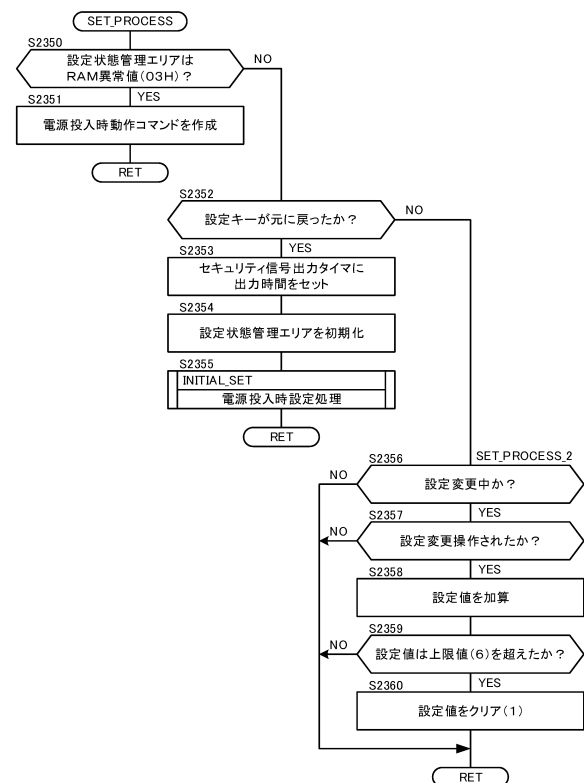 SET_PROCESS
S2350
設定状態管理エリアは
RAM異常値(03H)?
NO
S2351
YES
電源投入時動作コマンドを作成
RET
S2352
設定キーが元に戻ったか?
NO
S2353
YES
セキュリティ信号出力タイマに
出力時間をセット
S2354
設定状態管理エリアを初期化
S2355
INITIAL_SET
電源投入時設定処理
RET
S2356
SET_PROCESS_2
NO
設定変更中か?
S2357
YES
NO
設定変更操作されたか?
S2358
YES
設定値を加算
S2359
NO
設定値は上限値(6)を超えたか?
S2360
YES
設定値をクリア(1)
RET